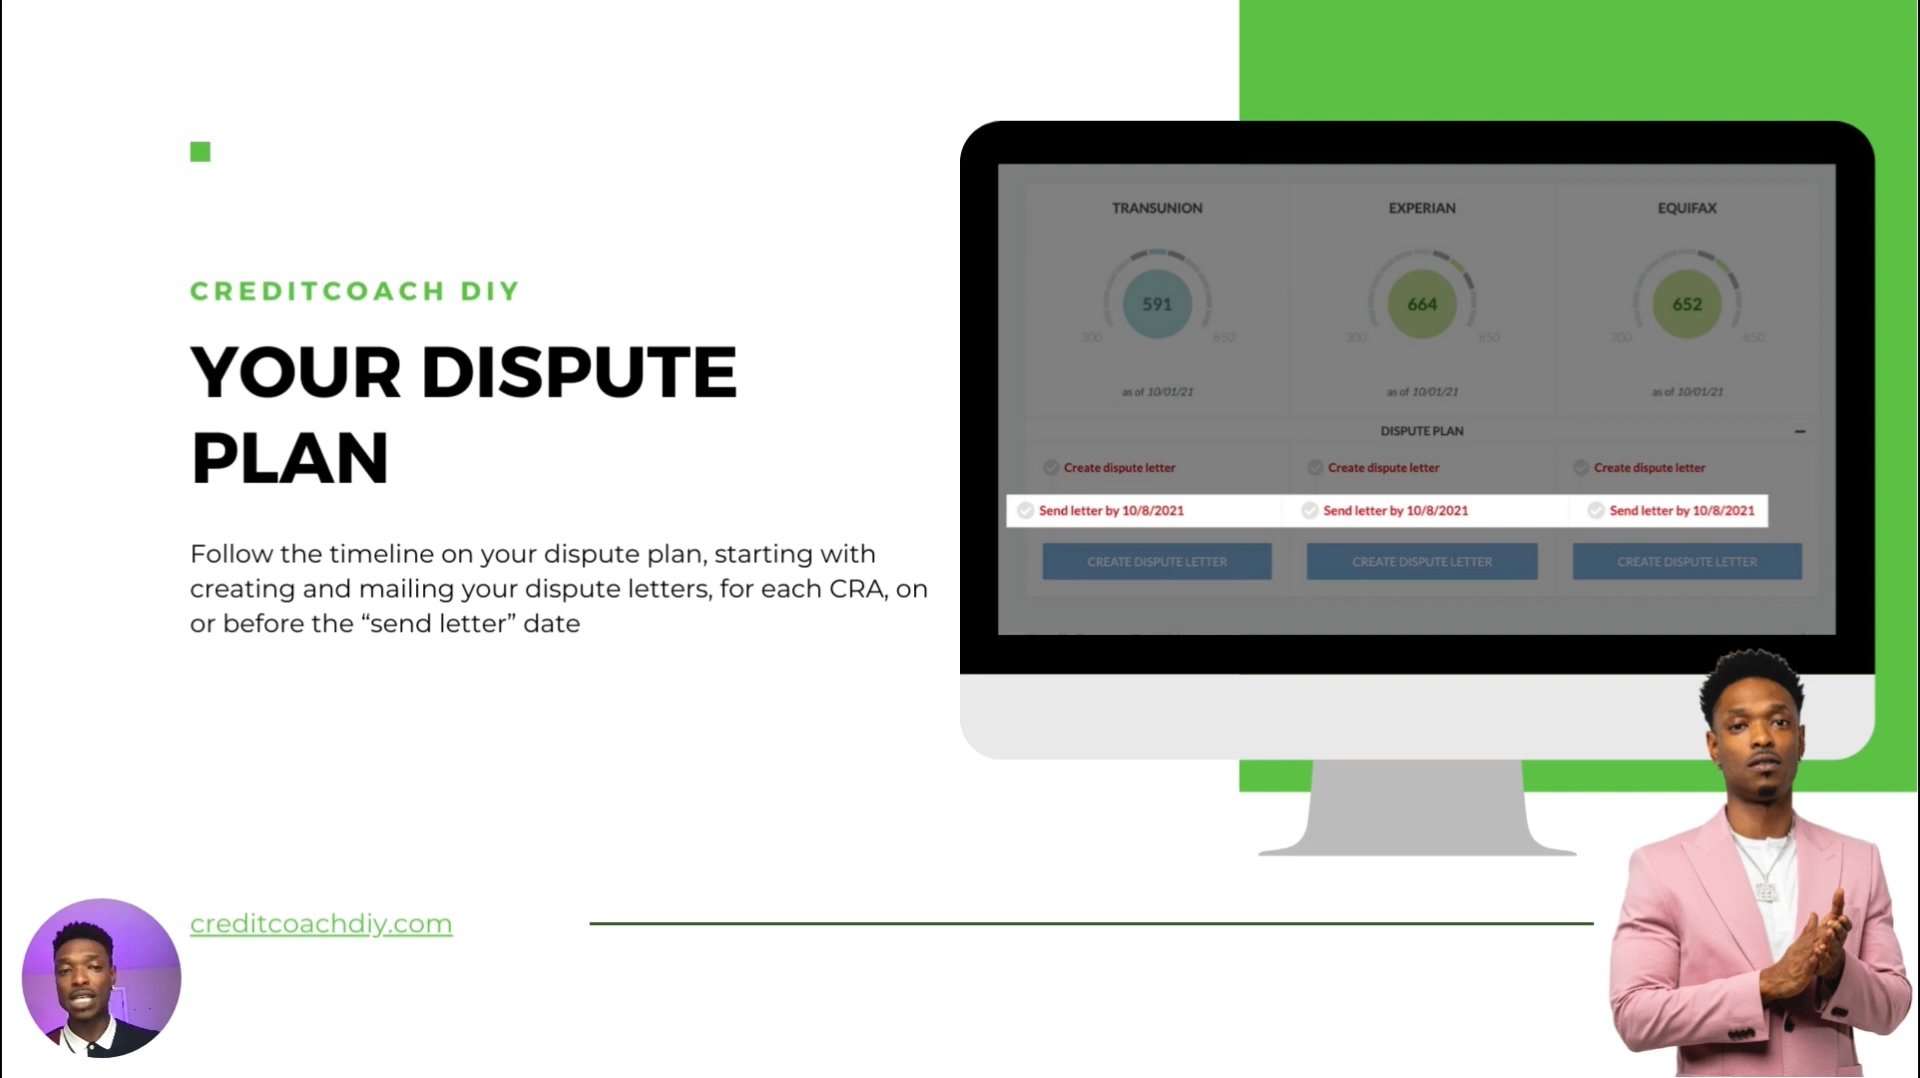 CREDITCOACH DIY
YOUR DISPUTE
PLAN
Follow the timeline on your dispute plan, starting with
creating and mailing your dispute letters, for each CRA, on
or before the “send letter” date
creditcoachdiy.com
TRANSUNION EXPERIAN EQUIFAX
591 664 652
300 850 300 850 300 850
as of 10/01/21 as of 10/01/21 as of 10/01/21
DISPUTE PLAN
Create dispute letter Create dispute letter Create dispute letter
Send letter by 10/8/2021 Send letter by 10/8/2021 Send letter by 10/8/2021
CREATE DISPUTE LETTER CREATE DISPUTE LETTER CREATE DISPUTE LETTER